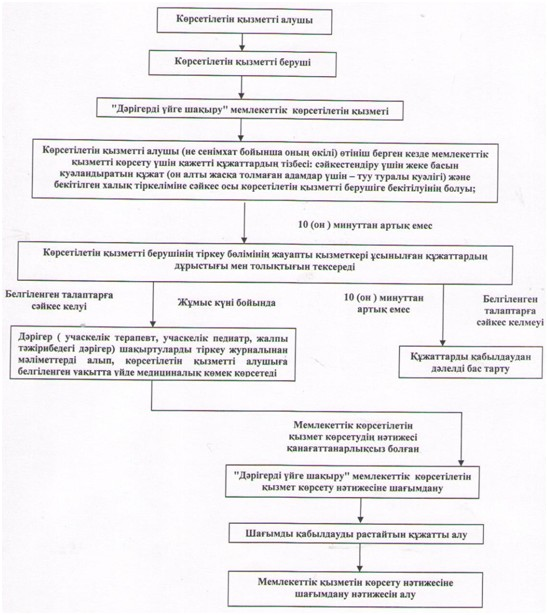 Көрсетілетін қызметті алушы
Көрсетілетін қызметті беруші
"Дәрігерді үйге шақыру" мемлекеттік көрсетілетін қызметі
Көрсетілетін қызметті алушы (не сенімхат бойынша оның өкілі) өтініш берген кезде мемлекеттік
қызметті көрсету үшін қажетті құжаттардың тізбесі: сәйкестендіру үшін жеке басын
куәландыратын құжат (он алты жасқа толмаған адамдар үшін – туу туралы куәлігі) және
бекітілген халық тіркеліміне сәйкес осы көрсетілетін қызметті берушіге бекітілуінің болуы;
10 (он ) минуттан артық емес
Көрсетілетін қызметті берушінің тіркеу бөлімінің жауапты қызметкері ұсынылған құжаттардың
дұрыстығы мен толықтығын тексереді
Белгіленген талаптарға
сәйкес келуі
Жұмыс күні бойында
10 (он ) минуттан
артық емес
Белгіленген
талаптарға
сәйкес келмеуі
Дәрігер ( учаскелік терапевт, учаскелік педиатр, жалпы
тәжірибедегі дәрігер) шақыртуларды тіркеу журналынан
мәліметтерді алып, көрсетілетін қызметті алушыға
белгіленген уақытта үйде медициналық көмек көрсетеді
Құжаттарды қабылдаудан
дәлелді бас тарту
Мемлекеттік көрсетілетін
қызмет көрсетудің нәтижесі
қанағаттанарлықсыз болған
"Дәрігерді үйге шақыру" мемлекеттік көрсетілетін
қызмет көрсету нәтижесіне шағымдану
Шағымды қабылдауды растайтын құжатты алу
Мемлекеттік қызметін көрсету нәтижесіне
шағымдану нәтижесін алу